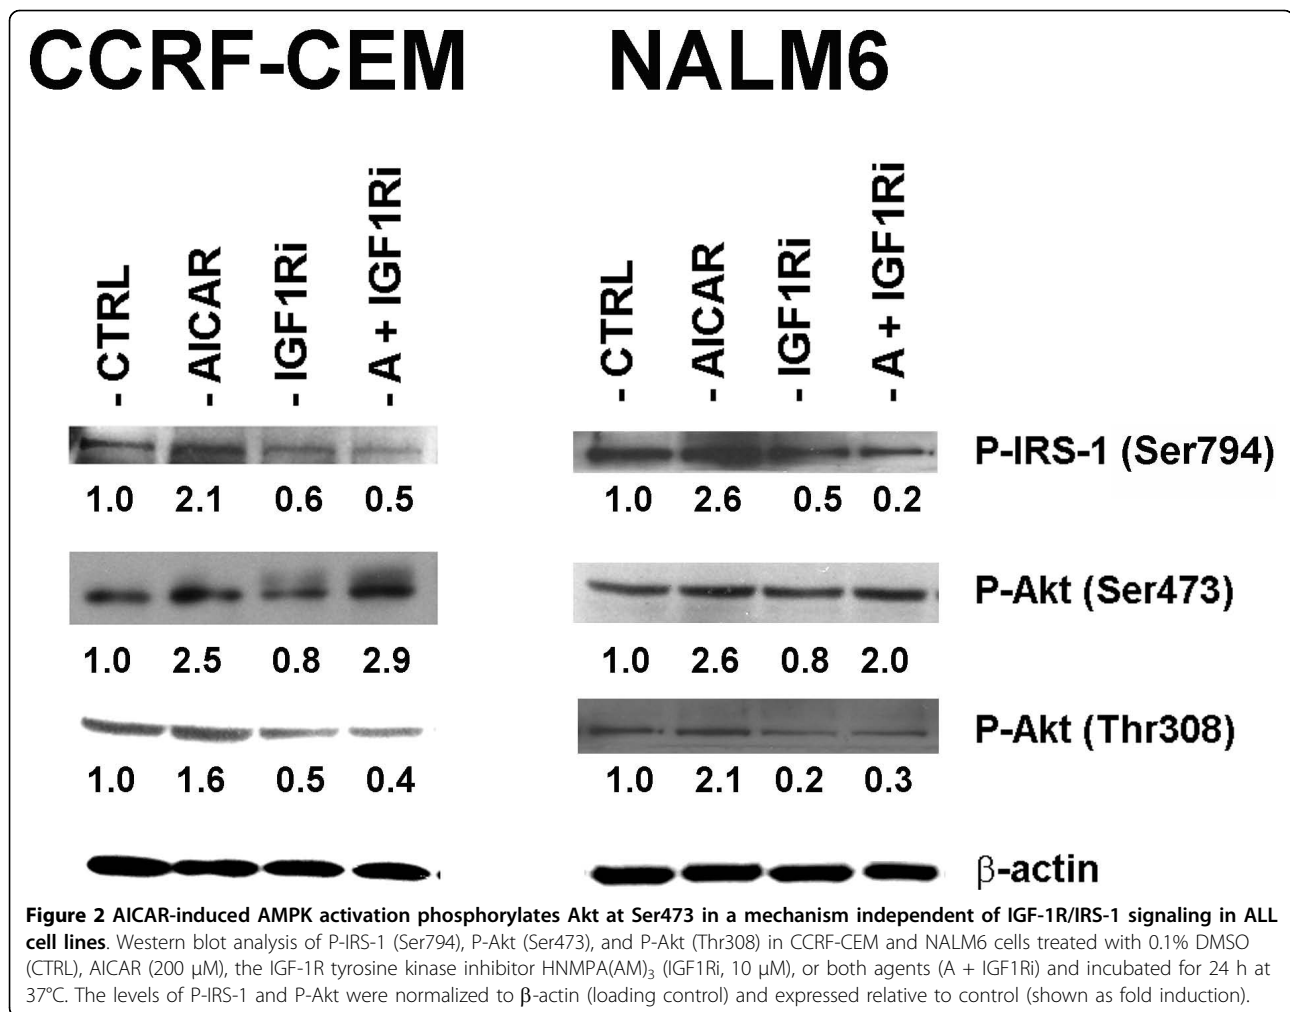 CCRF-CEM NALM6
- CTRL - AICAR - IGF1Ri - A + IGF1Ri - CTRL - AICAR - IGF1Ri - A + IGF1Ri
P-IRS-1 (Ser794)
1.0 2.1 0.6 0.5 1.0 2.6 0.5 0.2
P-Akt (Ser473)
1.0 2.5 0.8 2.9 1.0 2.6 0.8 2.0
P-Akt (Thr308)
1.0 1.6 0.5 0.4 1.0 2.1 0.2 0.3
β-actin
Figure 2 AICAR-induced AMPK activation phosphorylates Akt at Ser473 in a mechanism independent of IGF-1R/IRS-1 signaling in ALL
cell lines. Western blot analysis of P-IRS-1 (Ser794), P-Akt (Ser473), and P-Akt (Thr308) in CCRF-CEM and NALM6 cells treated with 0.1% DMSO
(CTRL), AICAR (200 μM), the IGF-1R tyrosine kinase inhibitor HNMPA(AM)₃ (IGF1Ri, 10 μM), or both agents (A + IGF1Ri) and incubated for 24 h at
37°C. The levels of P-IRS-1 and P-Akt were normalized to β-actin (loading control) and expressed relative to control (shown as fold induction).